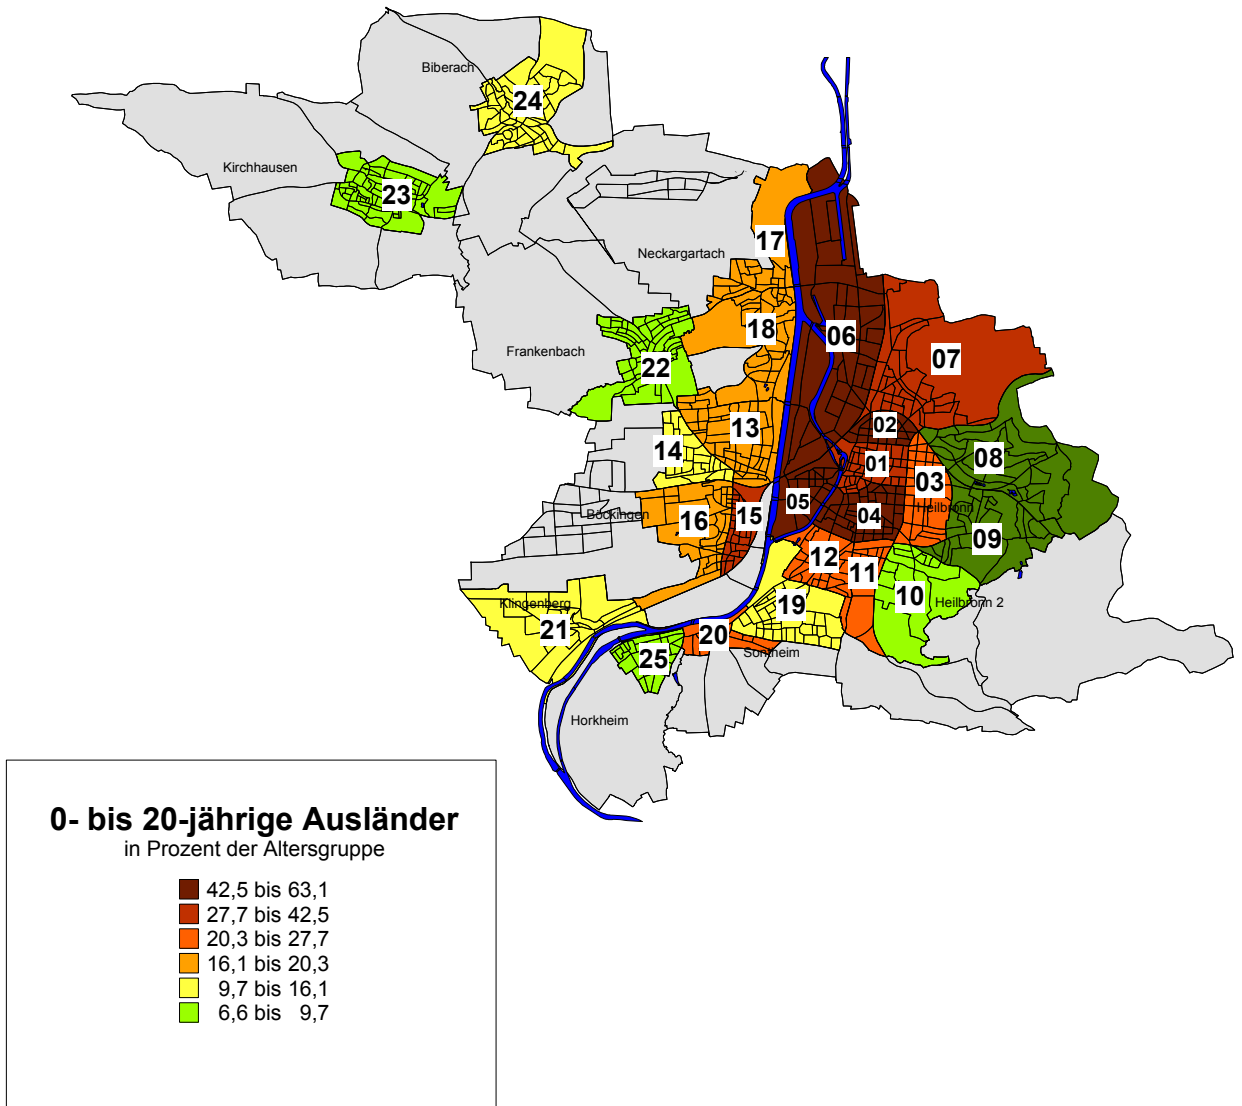 Biberach
24
Kirchhausen
23
17
Neckargartach
18
06
Frankenbach
22
07
02
13
14
01
08
03
Böckingen
16
15
05
04
Heilbronn
09
12
11
10
Klingenberg
19
Heilbronn 2
21
20
25
Sontheim
Horkheim
0- bis 20-jährige Ausländer
in Prozent der Altersgruppe
42,5 bis 63,1
27,7 bis 42,5
20,3 bis 27,7
16,1 bis 20,3
9,7 bis 16,1
6,6 bis 9,7